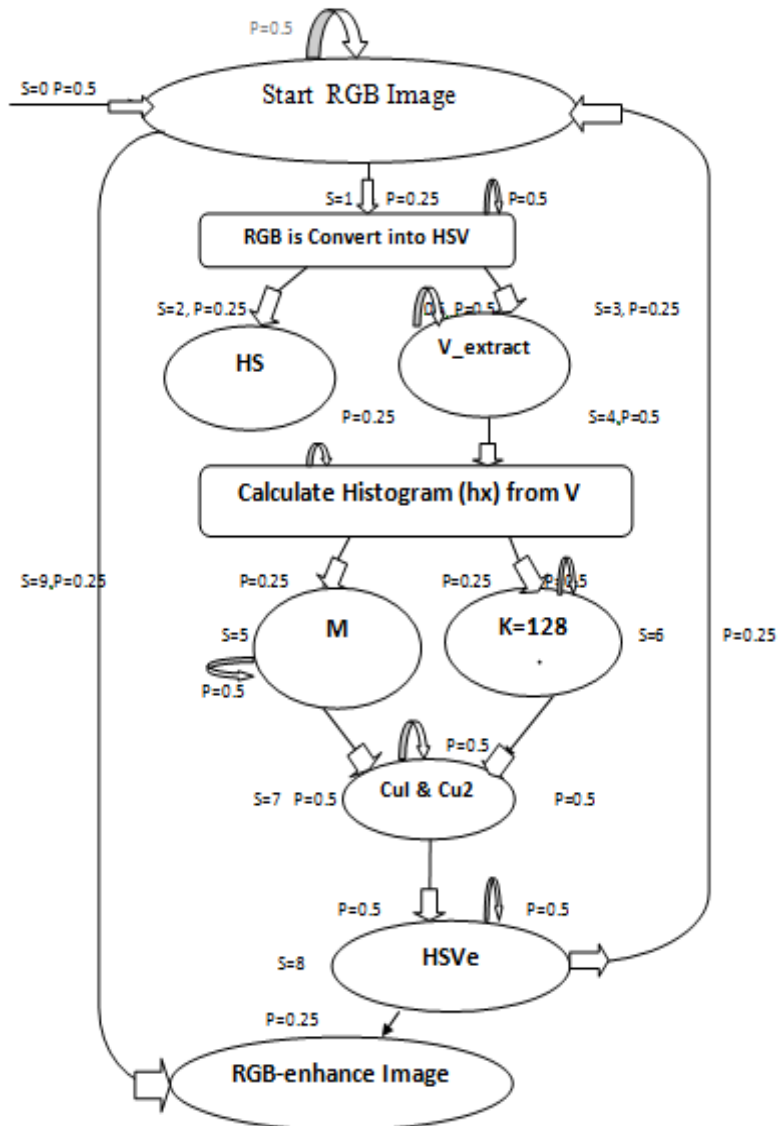 P=0.5
S=0 P=0.5
Start RGB Image
S=1 P=0.25 P=0.5
RGB is Convert into HSV
S=2, P=0.25 P=0.5 S=3, P=0.25
HS
V_extract
P=0.25 S=4,P=0.5
Calculate Histogram (hx) from V
S=9,P=0.25 P=0.25 P=0.25
M
K=128
.
S=5 S=6 P=0.25
P=0.5
P=0.5
CuI & Cu2
S=7 P=0.5 P=0.5
P=0.5 P=0.5
HSVe
S=8
P=0.25
RGB-enhance Image